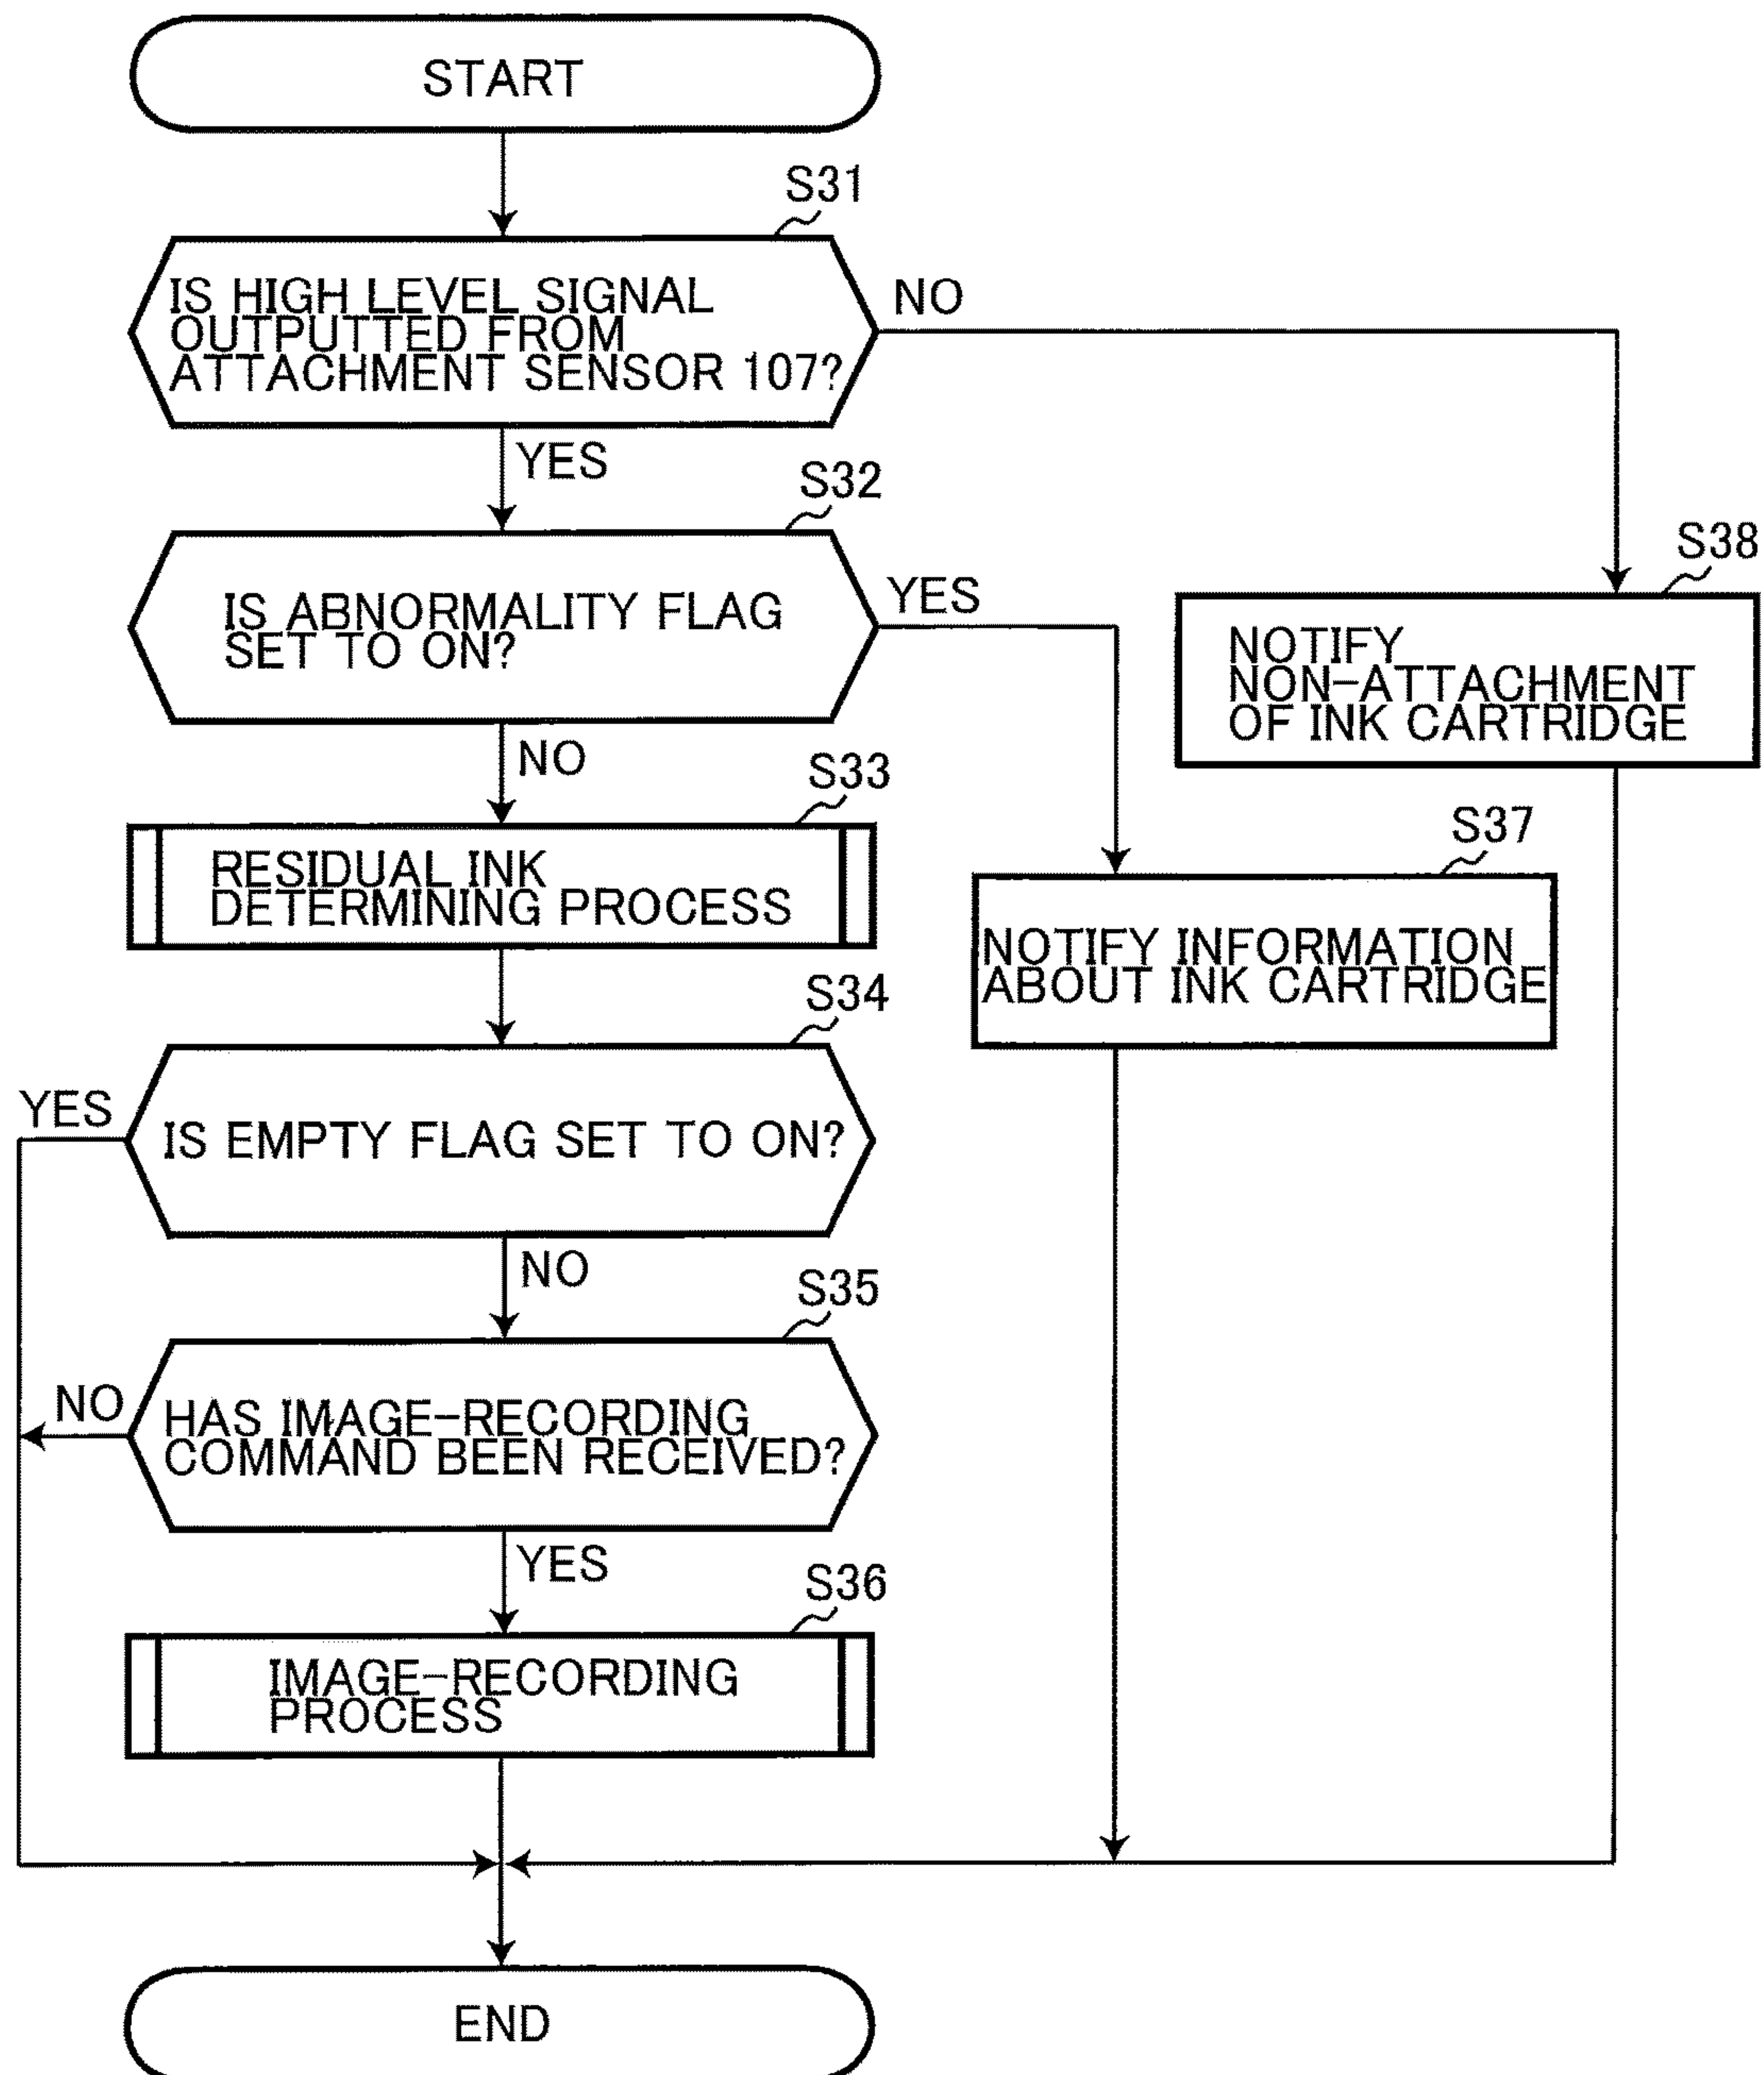 START
S31
IS HIGH LEVEL SIGNAL
OUTPUTTED FROM
ATTACHMENT SENSOR 107?
NO
YES
S32
IS ABNORMALITY FLAG
SET TO ON?
YES
NO
S38
NOTIFY
NON-ATTACHMENT
OF INK CARTRIDGE
S33
RESIDUAL INK
DETERMINING PROCESS
S37
NOTIFY INFORMATION
ABOUT INK CARTRIDGE
S34
YES
IS EMPTY FLAG SET TO ON?
NO
S35
NO
HAS IMAGE-RECORDING
COMMAND BEEN RECEIVED?
YES
S36
IMAGE-RECORDING
PROCESS
END